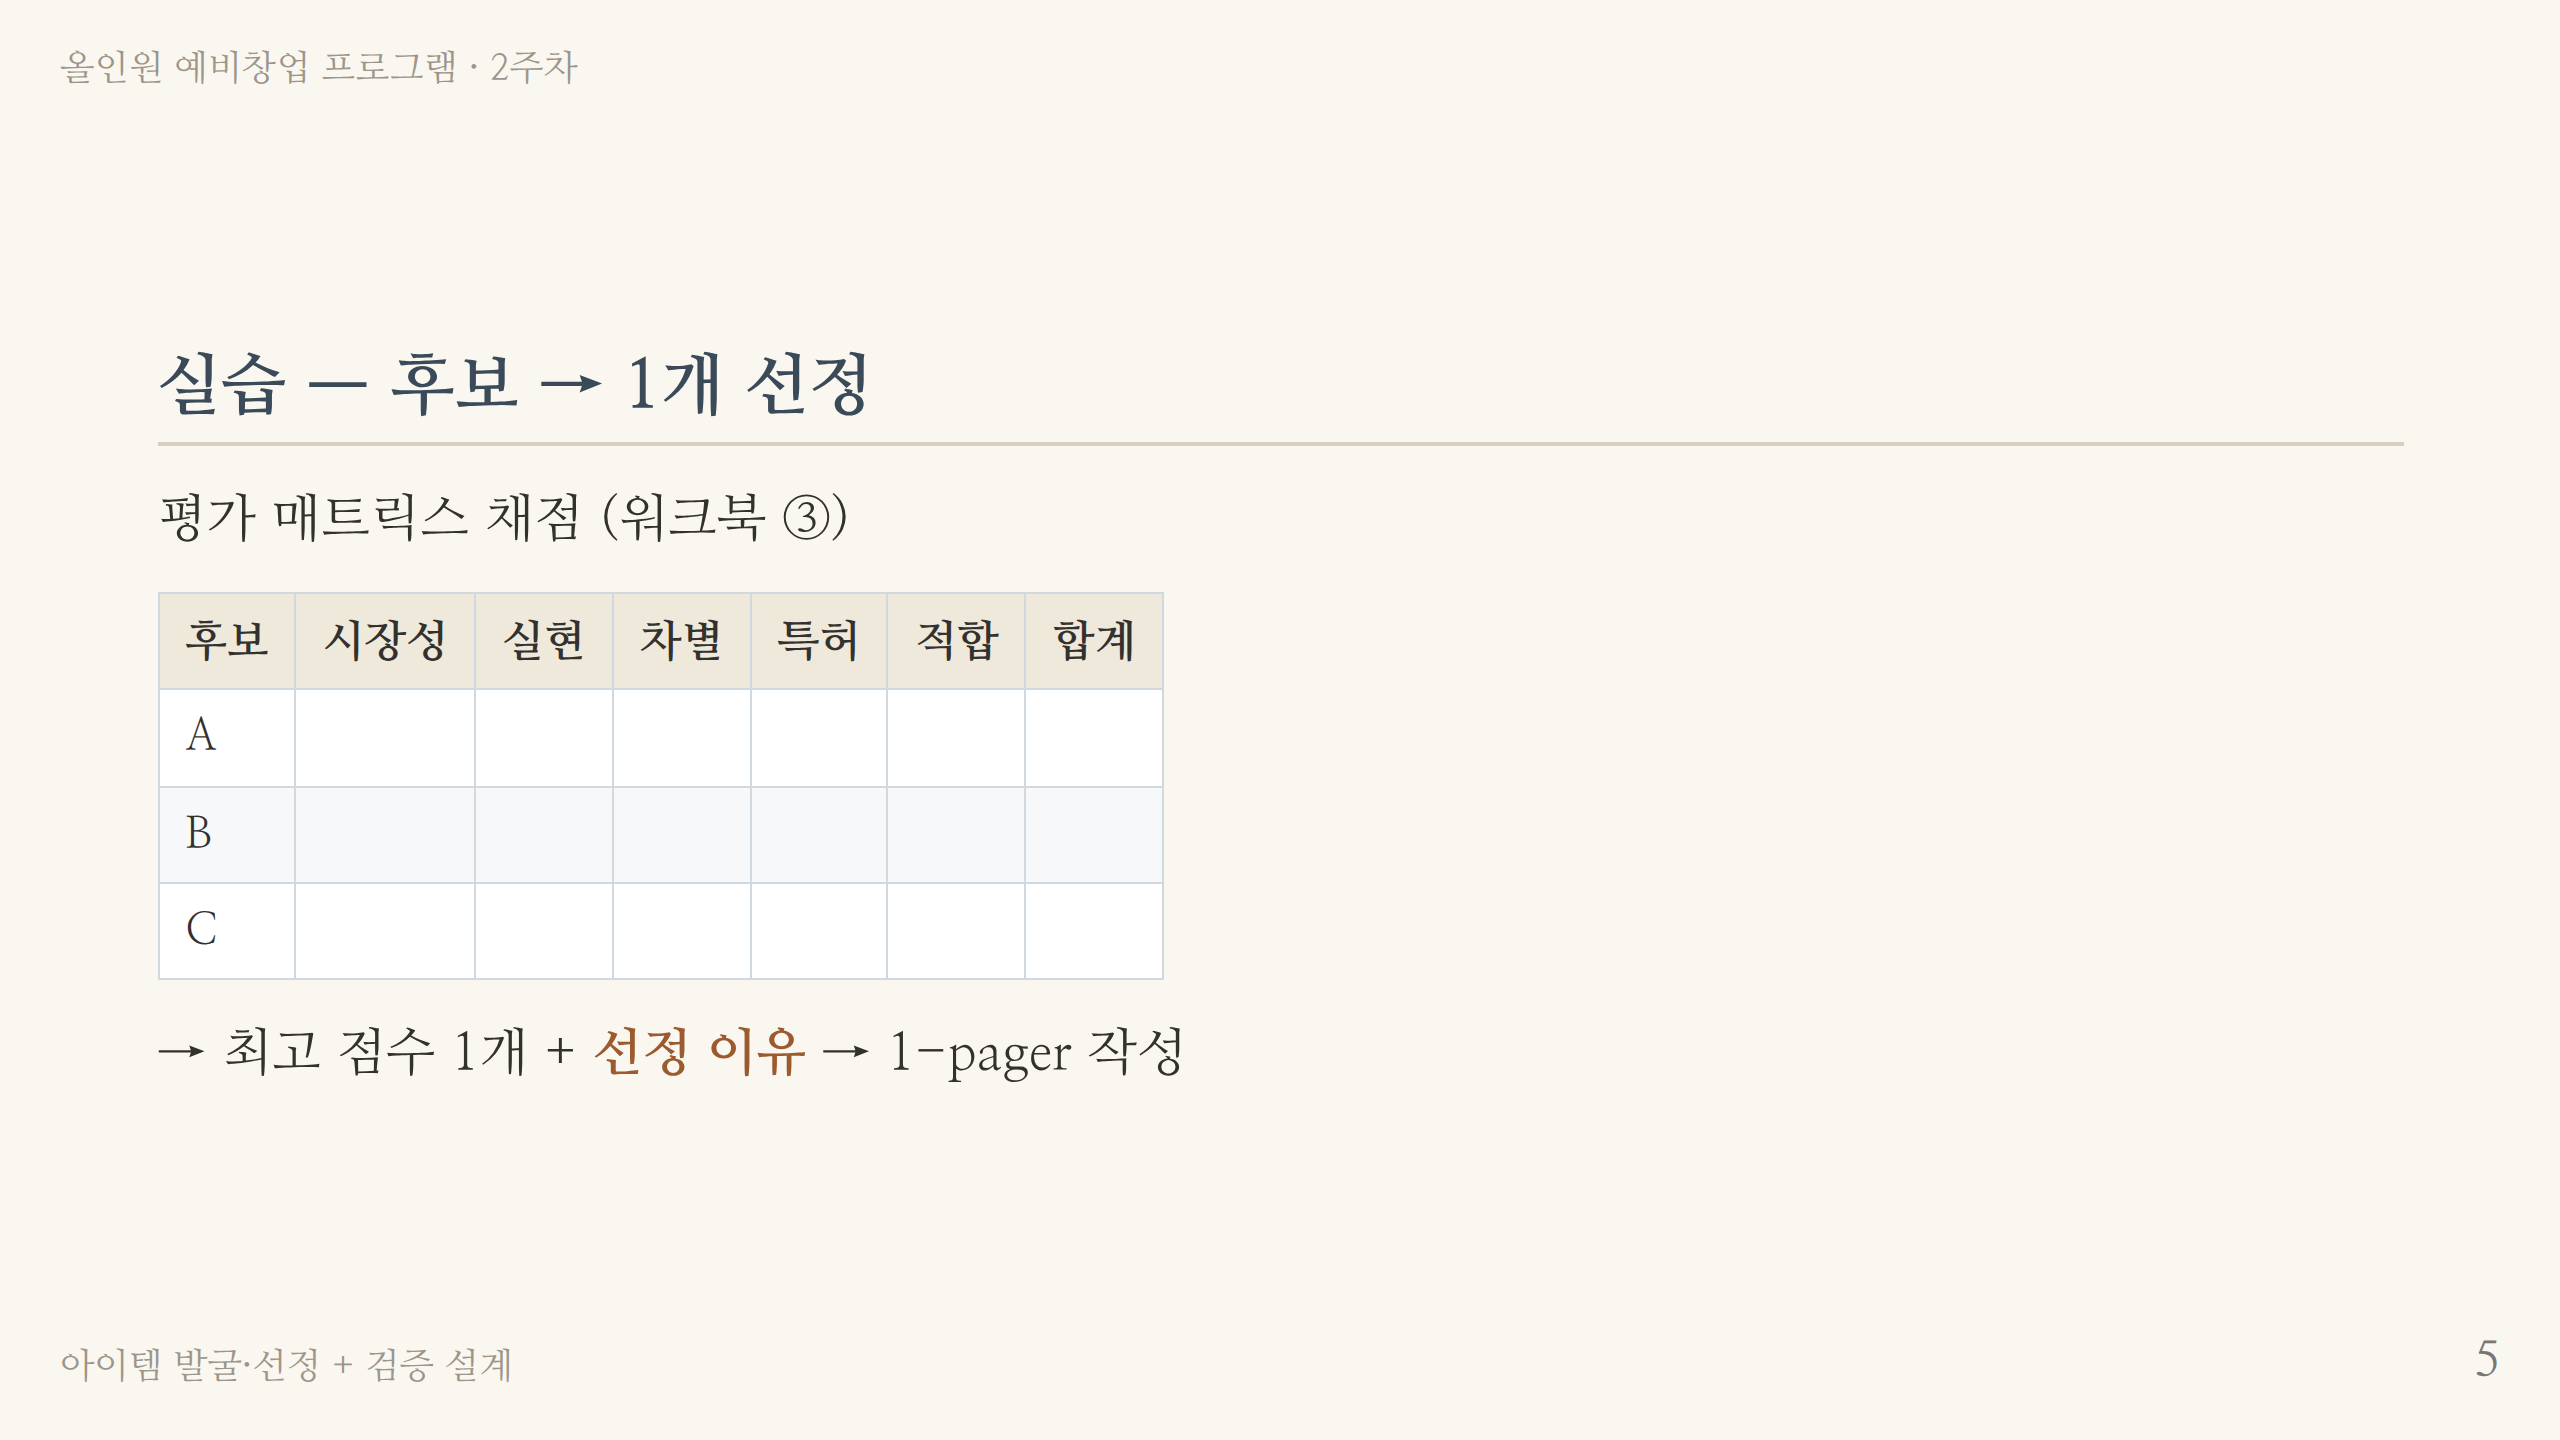 올인원 예비창업 프로그램 · 2주차
실습 — 후보 → 1개 선정
평가 매트릭스 채점 (워크북 ③)
후보 시장성 실현 차별 특허 적합 합계
A
B
C
→ 최고 점수 1개 + 선정 이유 → 1-pager 작성
아이템 발굴·선정 + 검증 설계
5